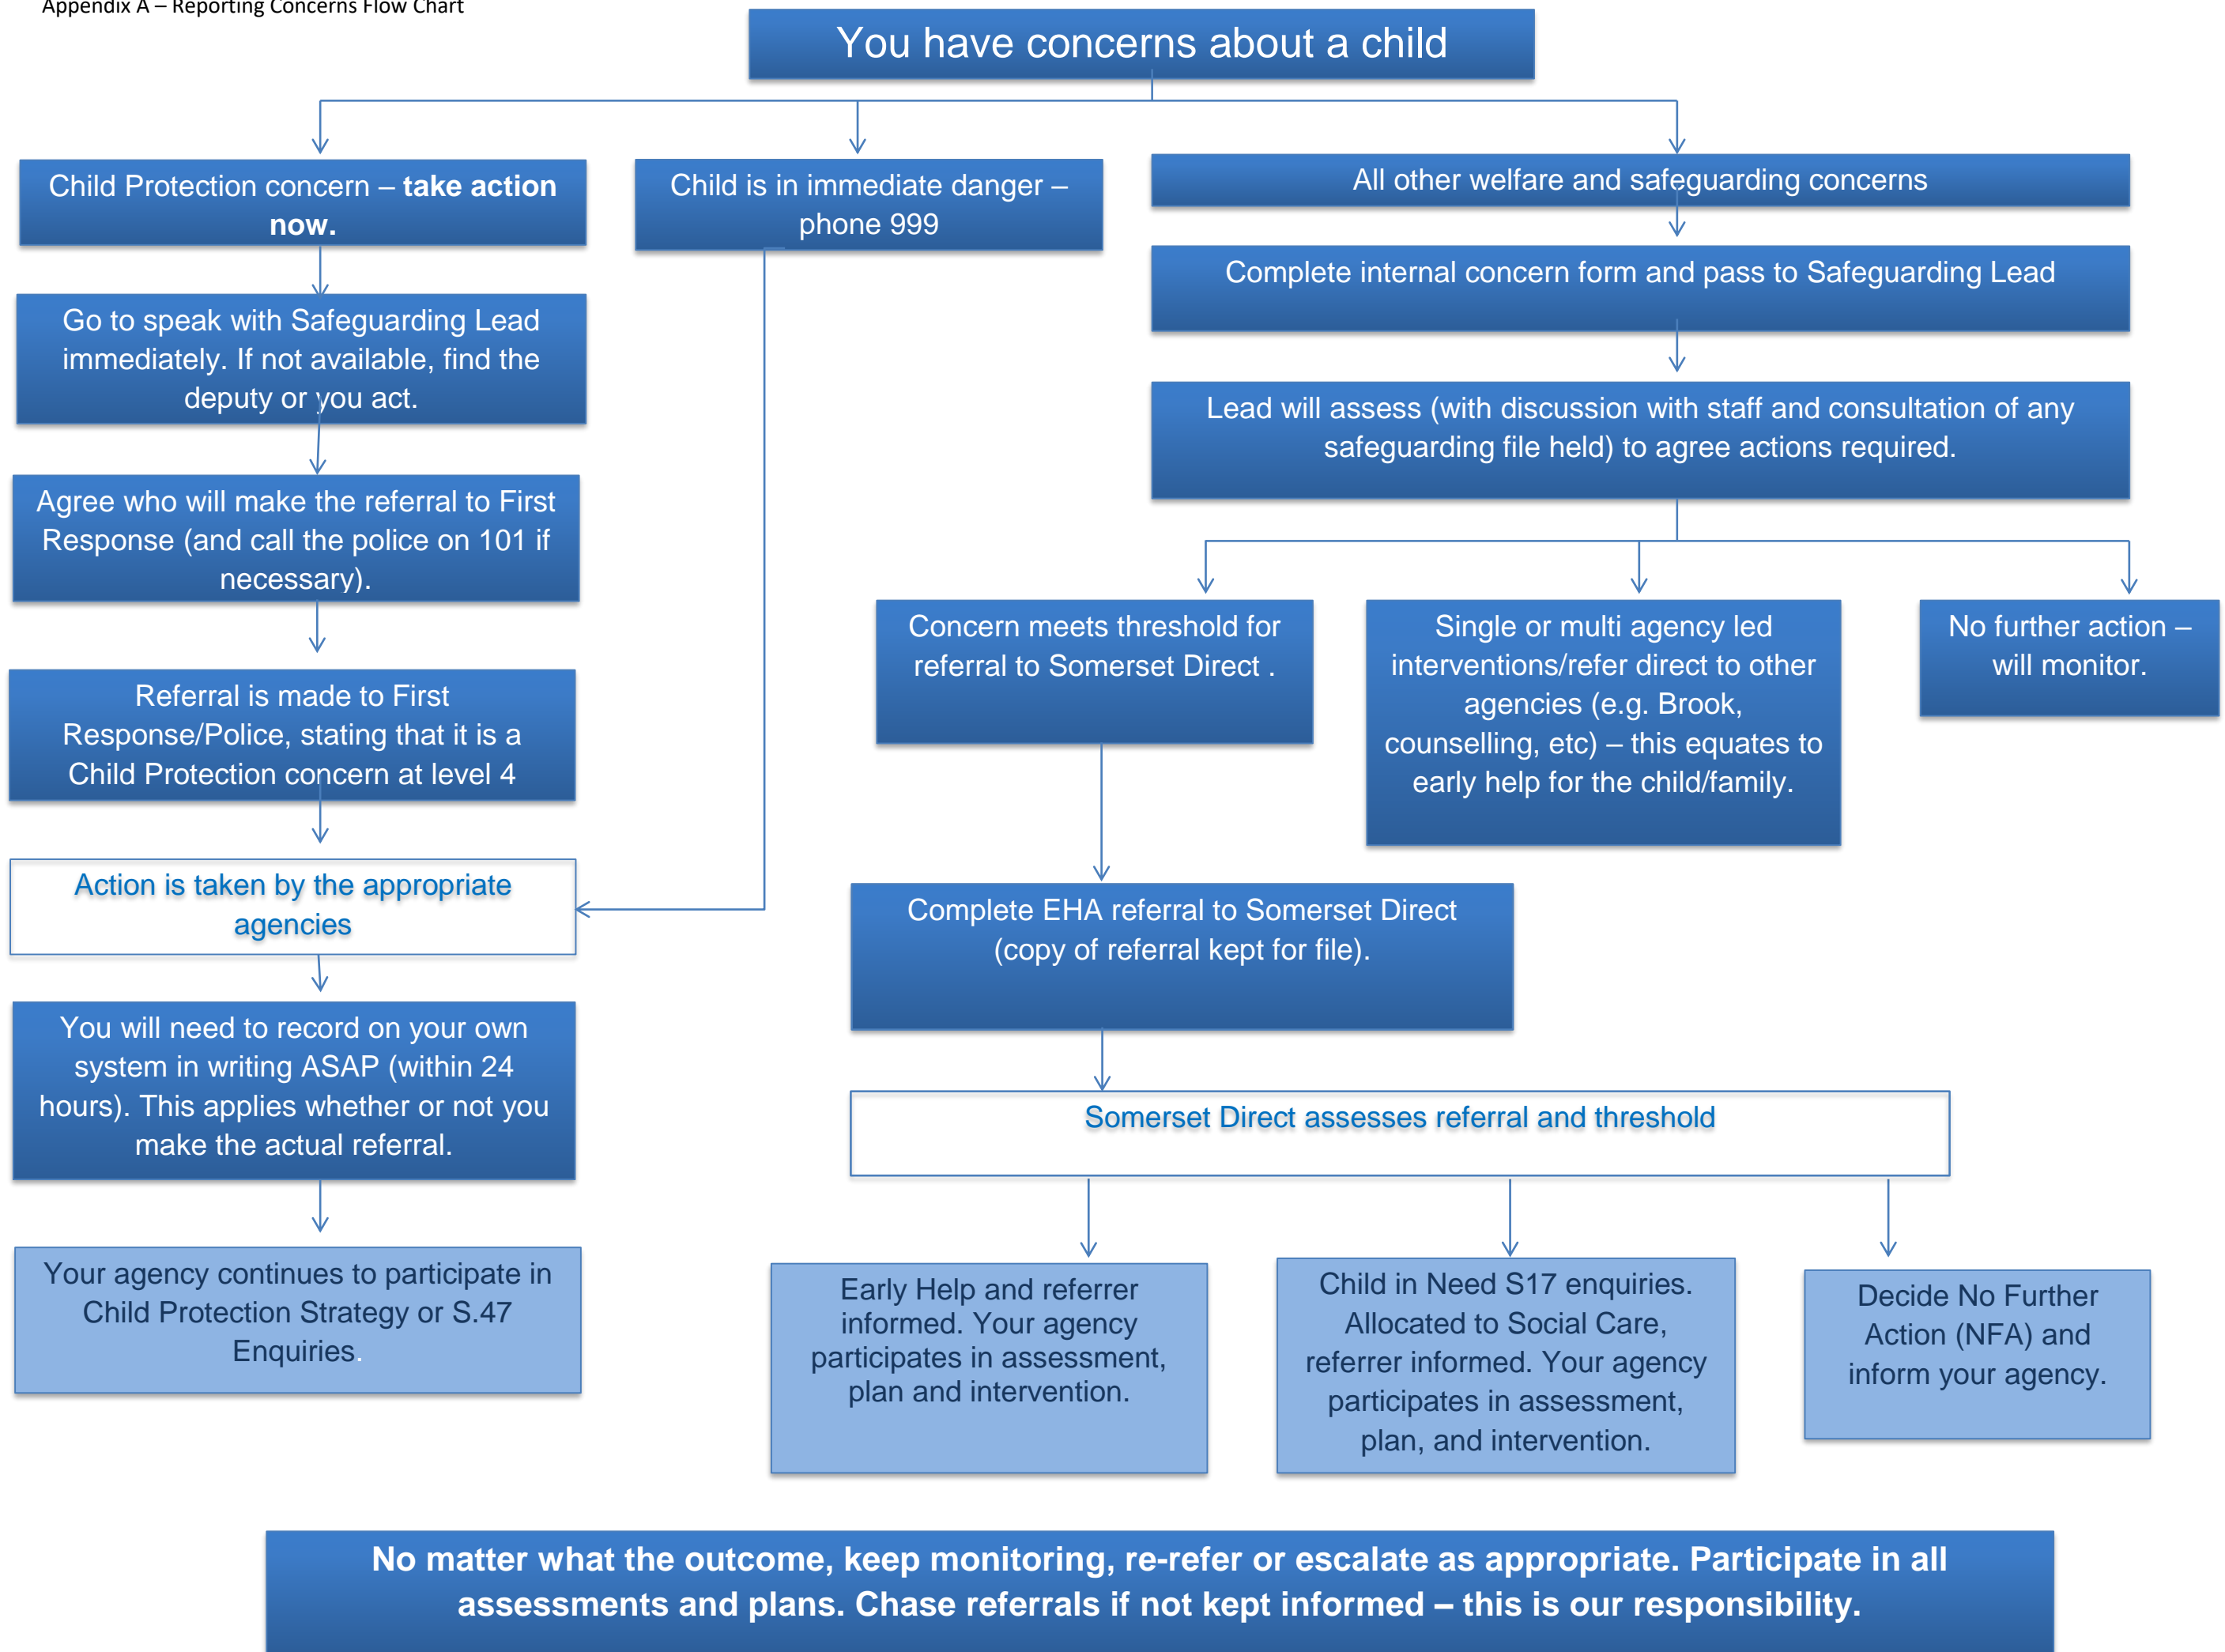 Appendix A – Reporting Concerns Flow Chart
You have concerns about a child
Child Protection concern – take action
now.
Child is in immediate danger –
phone 999
All other welfare and safeguarding concerns
Go to speak with Safeguarding Lead
immediately. If not available, find the
deputy or you act.
Complete internal concern form and pass to Safeguarding Lead
Lead will assess (with discussion with staff and consultation of any
safeguarding file held) to agree actions required.
Agree who will make the referral to First
Response (and call the police on 101 if
necessary).
Concern meets threshold for
referral to Somerset Direct .
Single or multi agency led
interventions/refer direct to other
agencies (e.g. Brook,
counselling, etc) – this equates to
early help for the child/family.
No further action –
will monitor.
Referral is made to First
Response/Police, stating that it is a
Child Protection concern at level 4
Action is taken by the appropriate
agencies
Complete EHA referral to Somerset Direct
(copy of referral kept for file).
You will need to record on your own
system in writing ASAP (within 24
hours). This applies whether or not you
make the actual referral.
Somerset Direct assesses referral and threshold
Your agency continues to participate in
Child Protection Strategy or S.47
Enquiries.
Early Help and referrer
informed. Your agency
participates in assessment,
plan and intervention.
Child in Need S17 enquiries.
Allocated to Social Care,
referrer informed. Your agency
participates in assessment,
plan, and intervention.
Decide No Further
Action (NFA) and
inform your agency.
No matter what the outcome, keep monitoring, re-refer or escalate as appropriate. Participate in all
assessments and plans. Chase referrals if not kept informed – this is our responsibility.